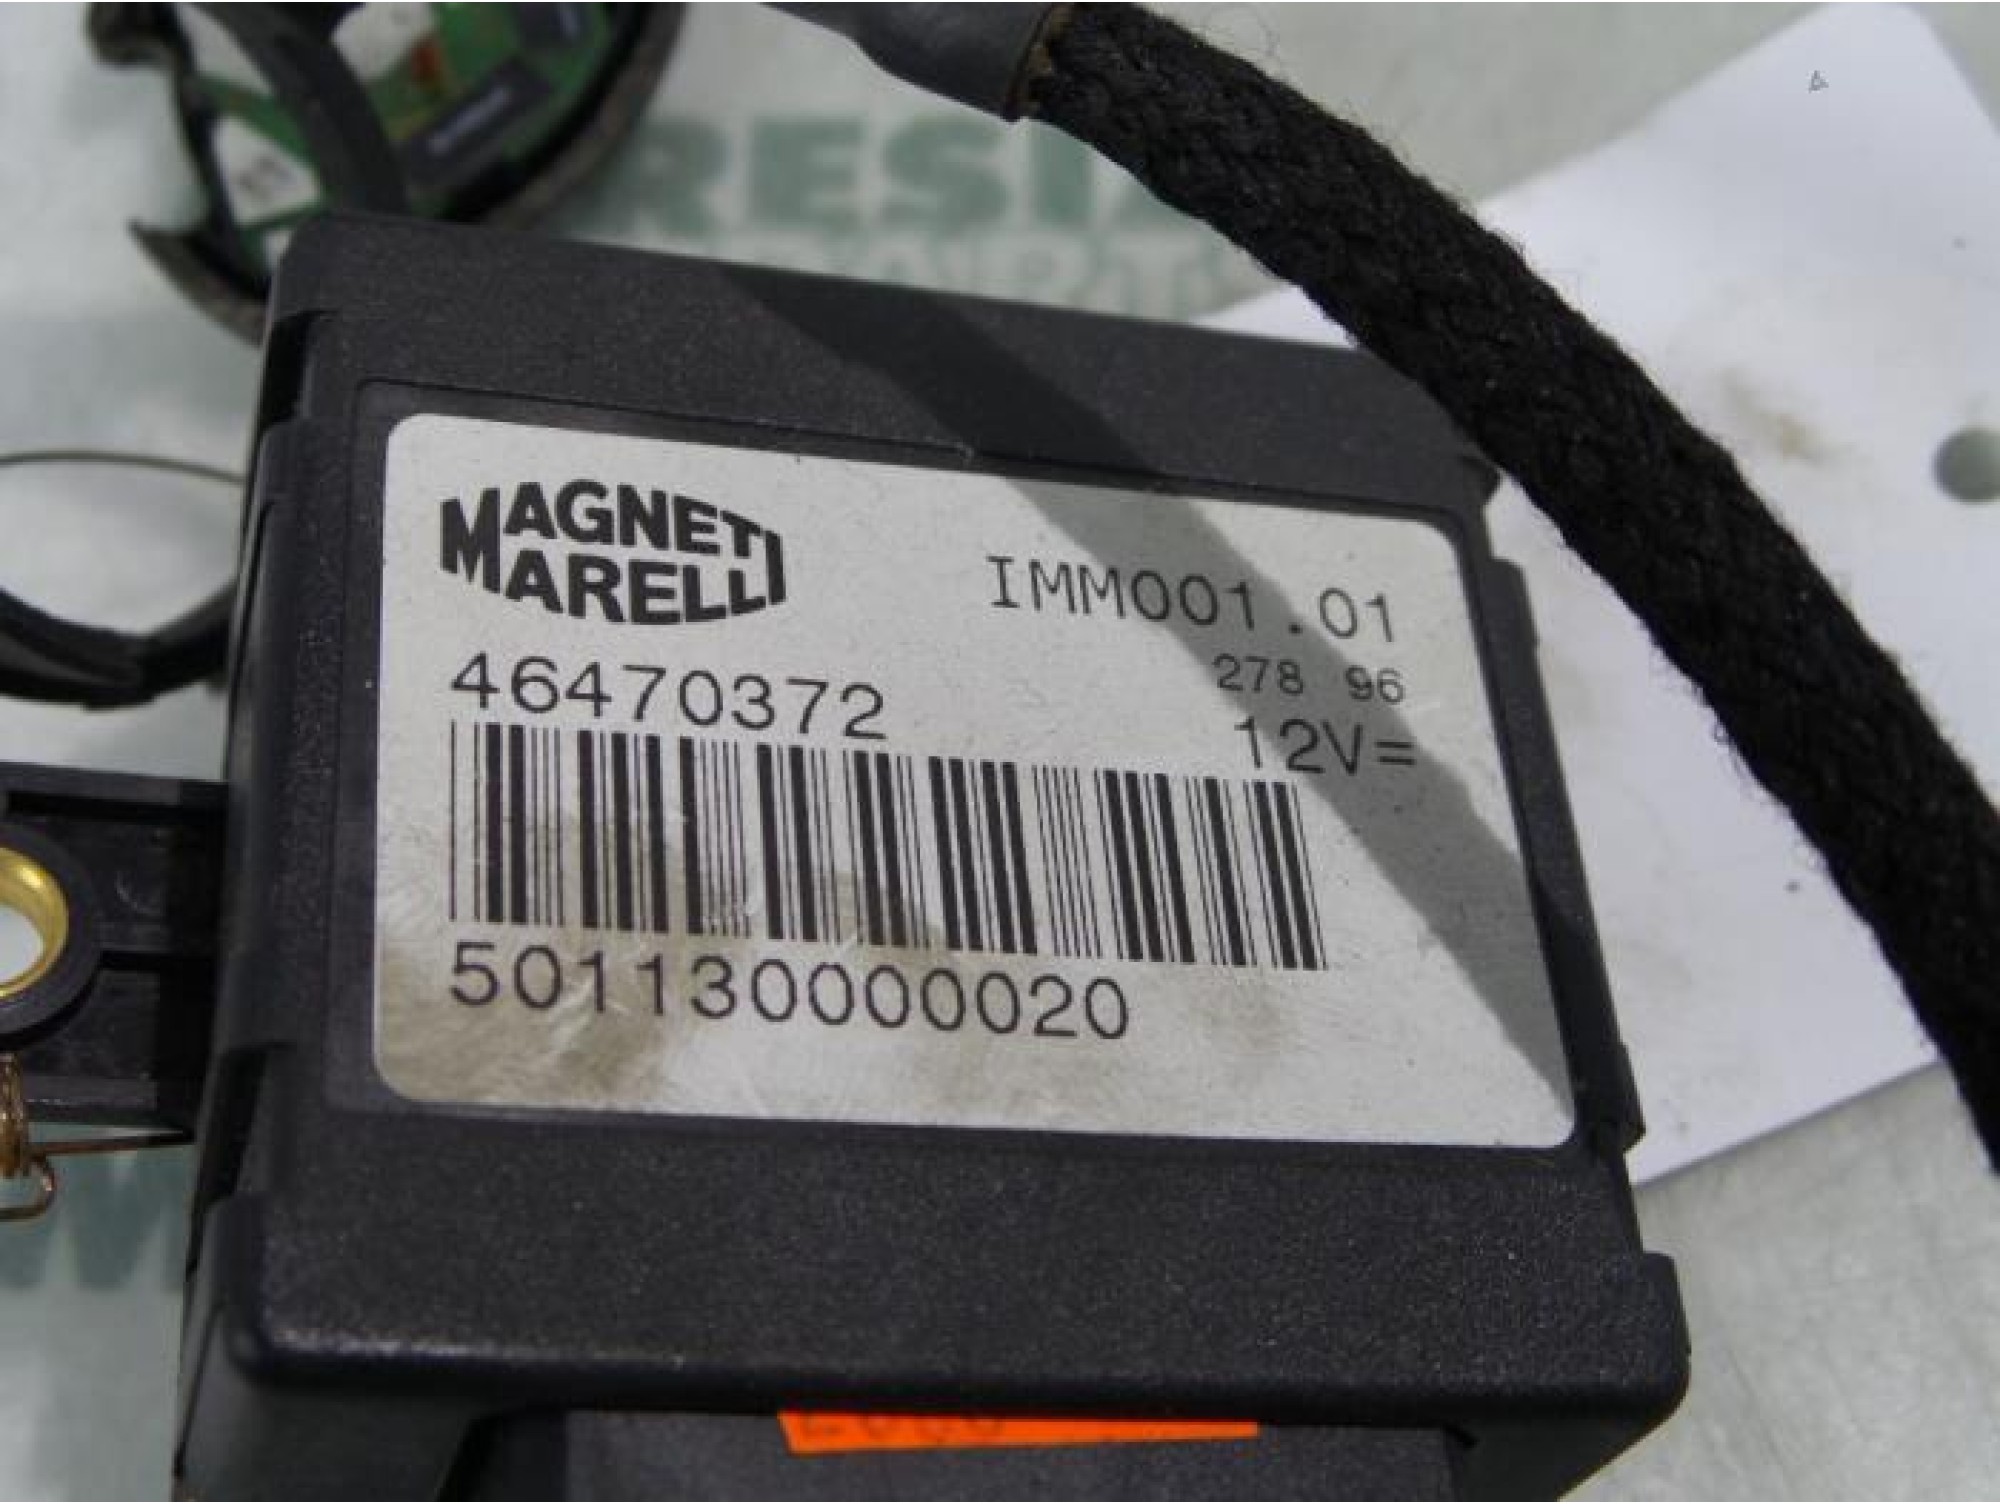 MAGNETI
MARELLI
IMM001.01
46470372
278 96
12V=
501130000020